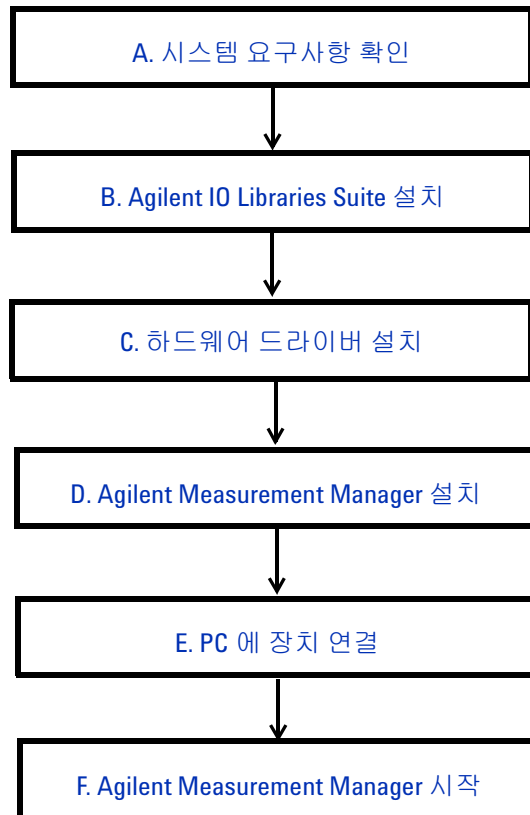 A. 시스템 요구사항 확인
B. Agilent IO Libraries Suite 설치
C. 하드웨어 드라이버 설치
D. Agilent Measurement Manager 설치
E. PC 에 장치 연결
F. Agilent Measurement Manager 시작